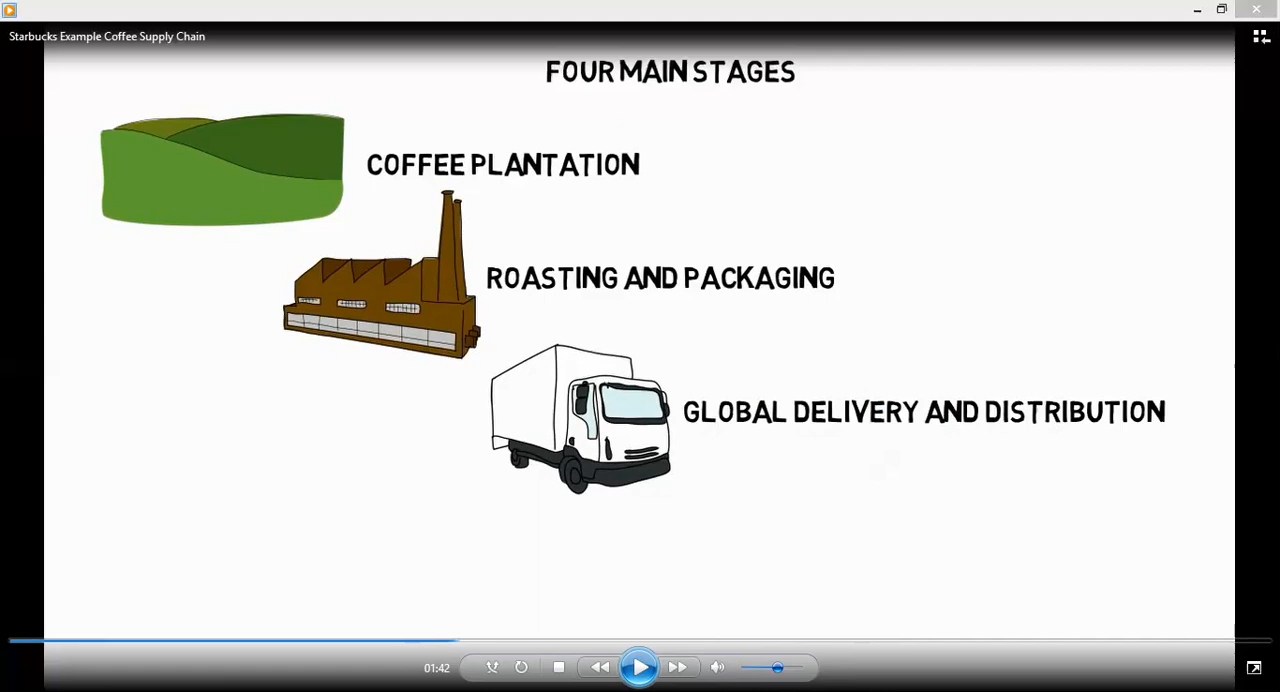 Starbucks Example Coffee Supply Chain
FOUR MAIN STAGES
COFFEE PLANTATION
ROASTING AND PACKAGING
GLOBAL DELIVERY AND DISTRIBUTION
01:42